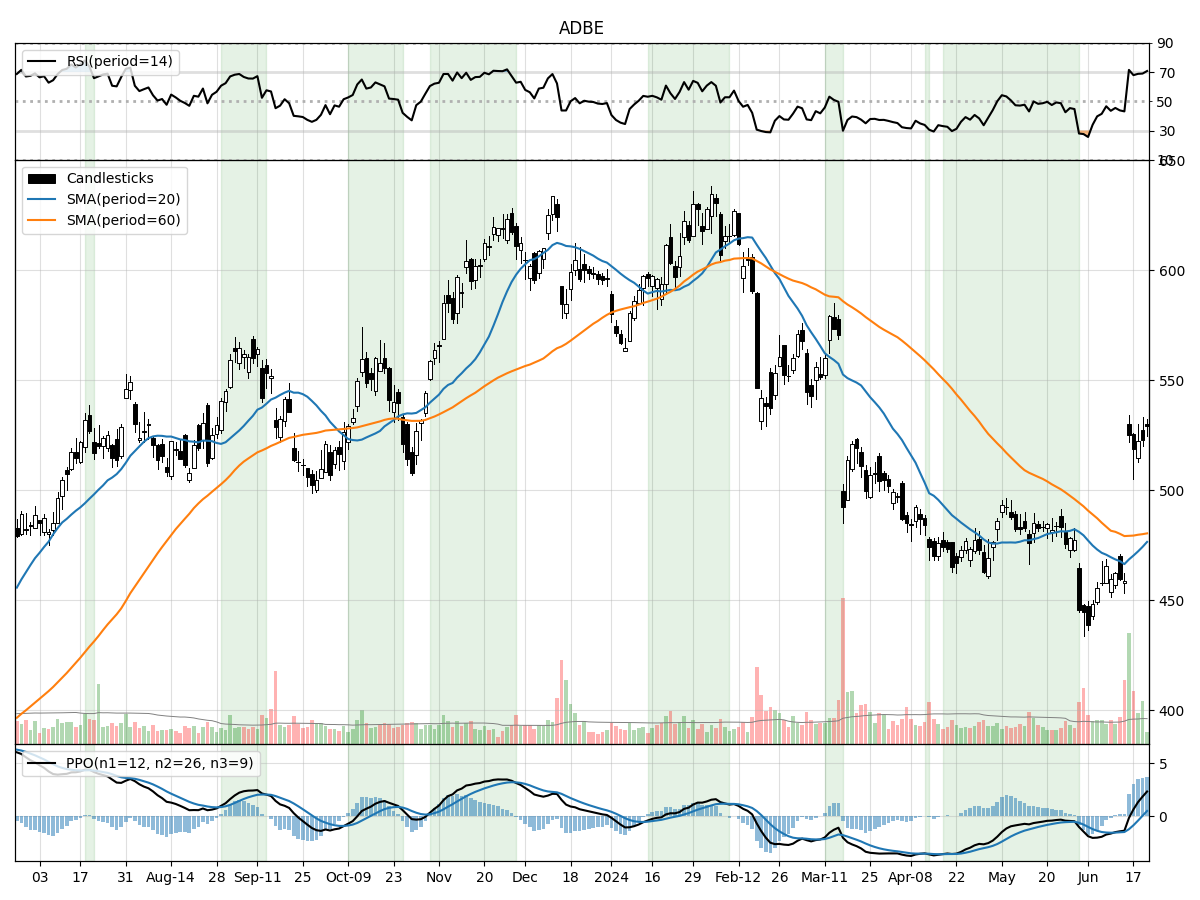 ADBE
RSI(period=14)
90
70
50
30
10
Candlesticks
SMA(period=20)
SMA(period=60)
650
600
550
500
450
400
PPO(n1=12, n2=26, n3=9)
5
0
03 17 31 Aug-14 28 Sep-11 25 Oct-09 23 Nov 20 Dec 18 2024 16 29 Feb-12 26 Mar-11 25 Apr-08 22 May 20 Jun 17